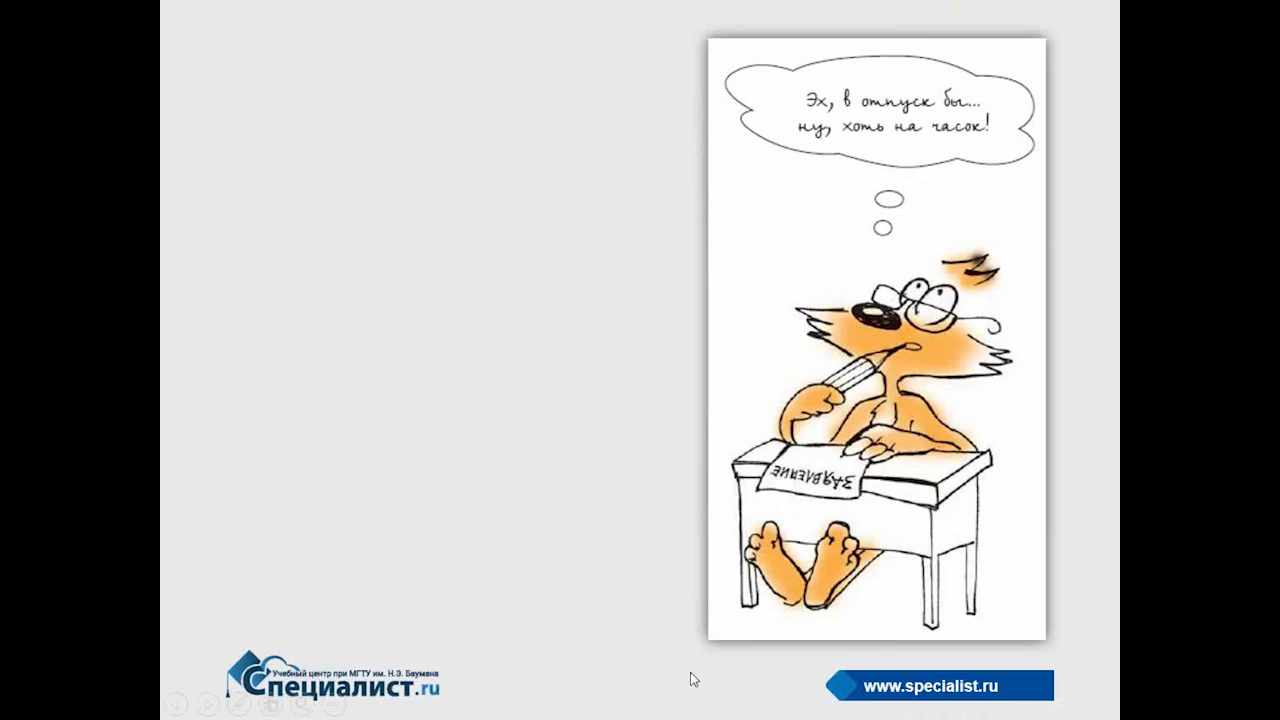 Эх, в отпуск бы...
ну, хоть на часок!
ЗАЯВЛЕНИЕ
Учебный центр при МГТУ им. Н.Э. Баумана
Специалист.ru
www.specialist.ru